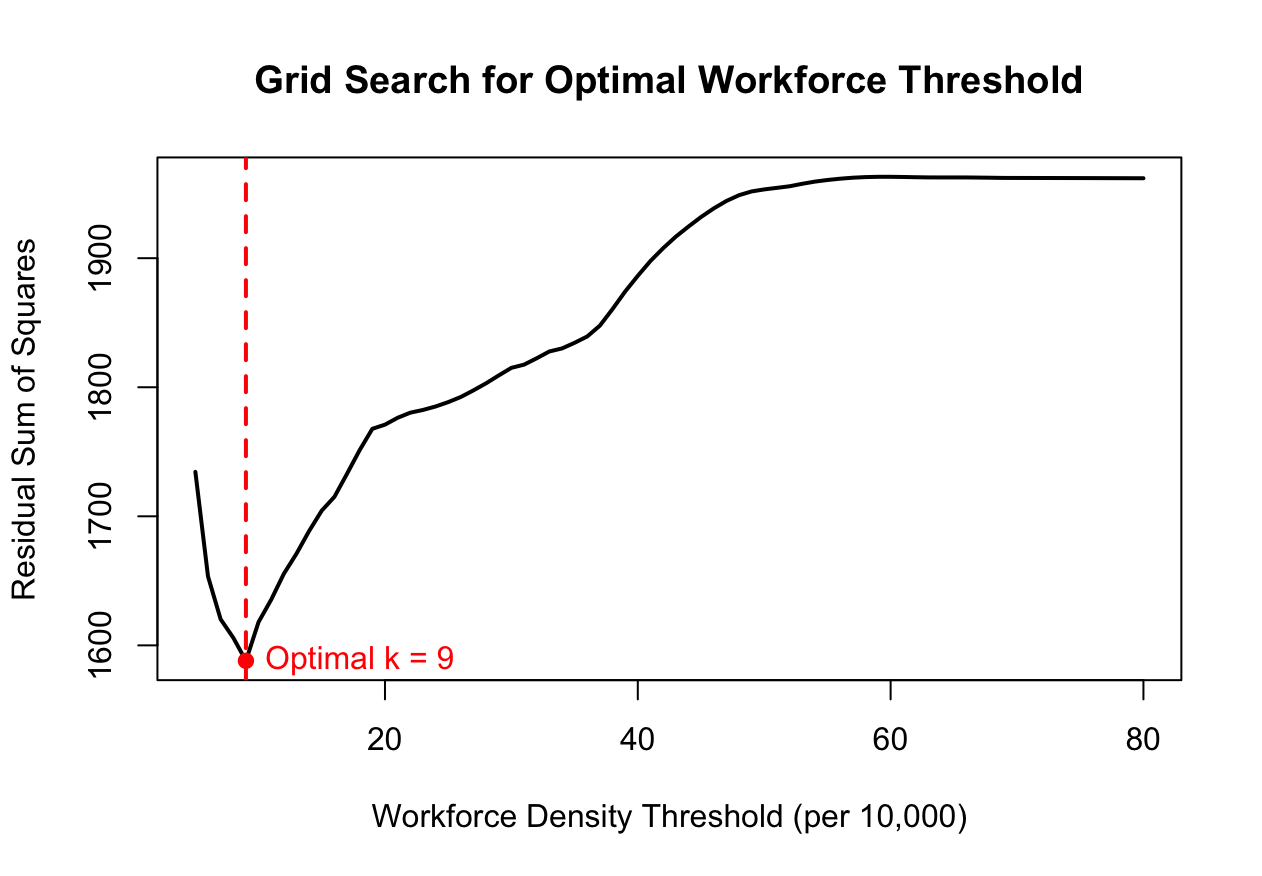 Grid Search for Optimal Workforce Threshold
Residual Sum of Squares
1900
1800
1700
1600
Optimal k = 9
20 40 60 80
Workforce Density Threshold (per 10,000)